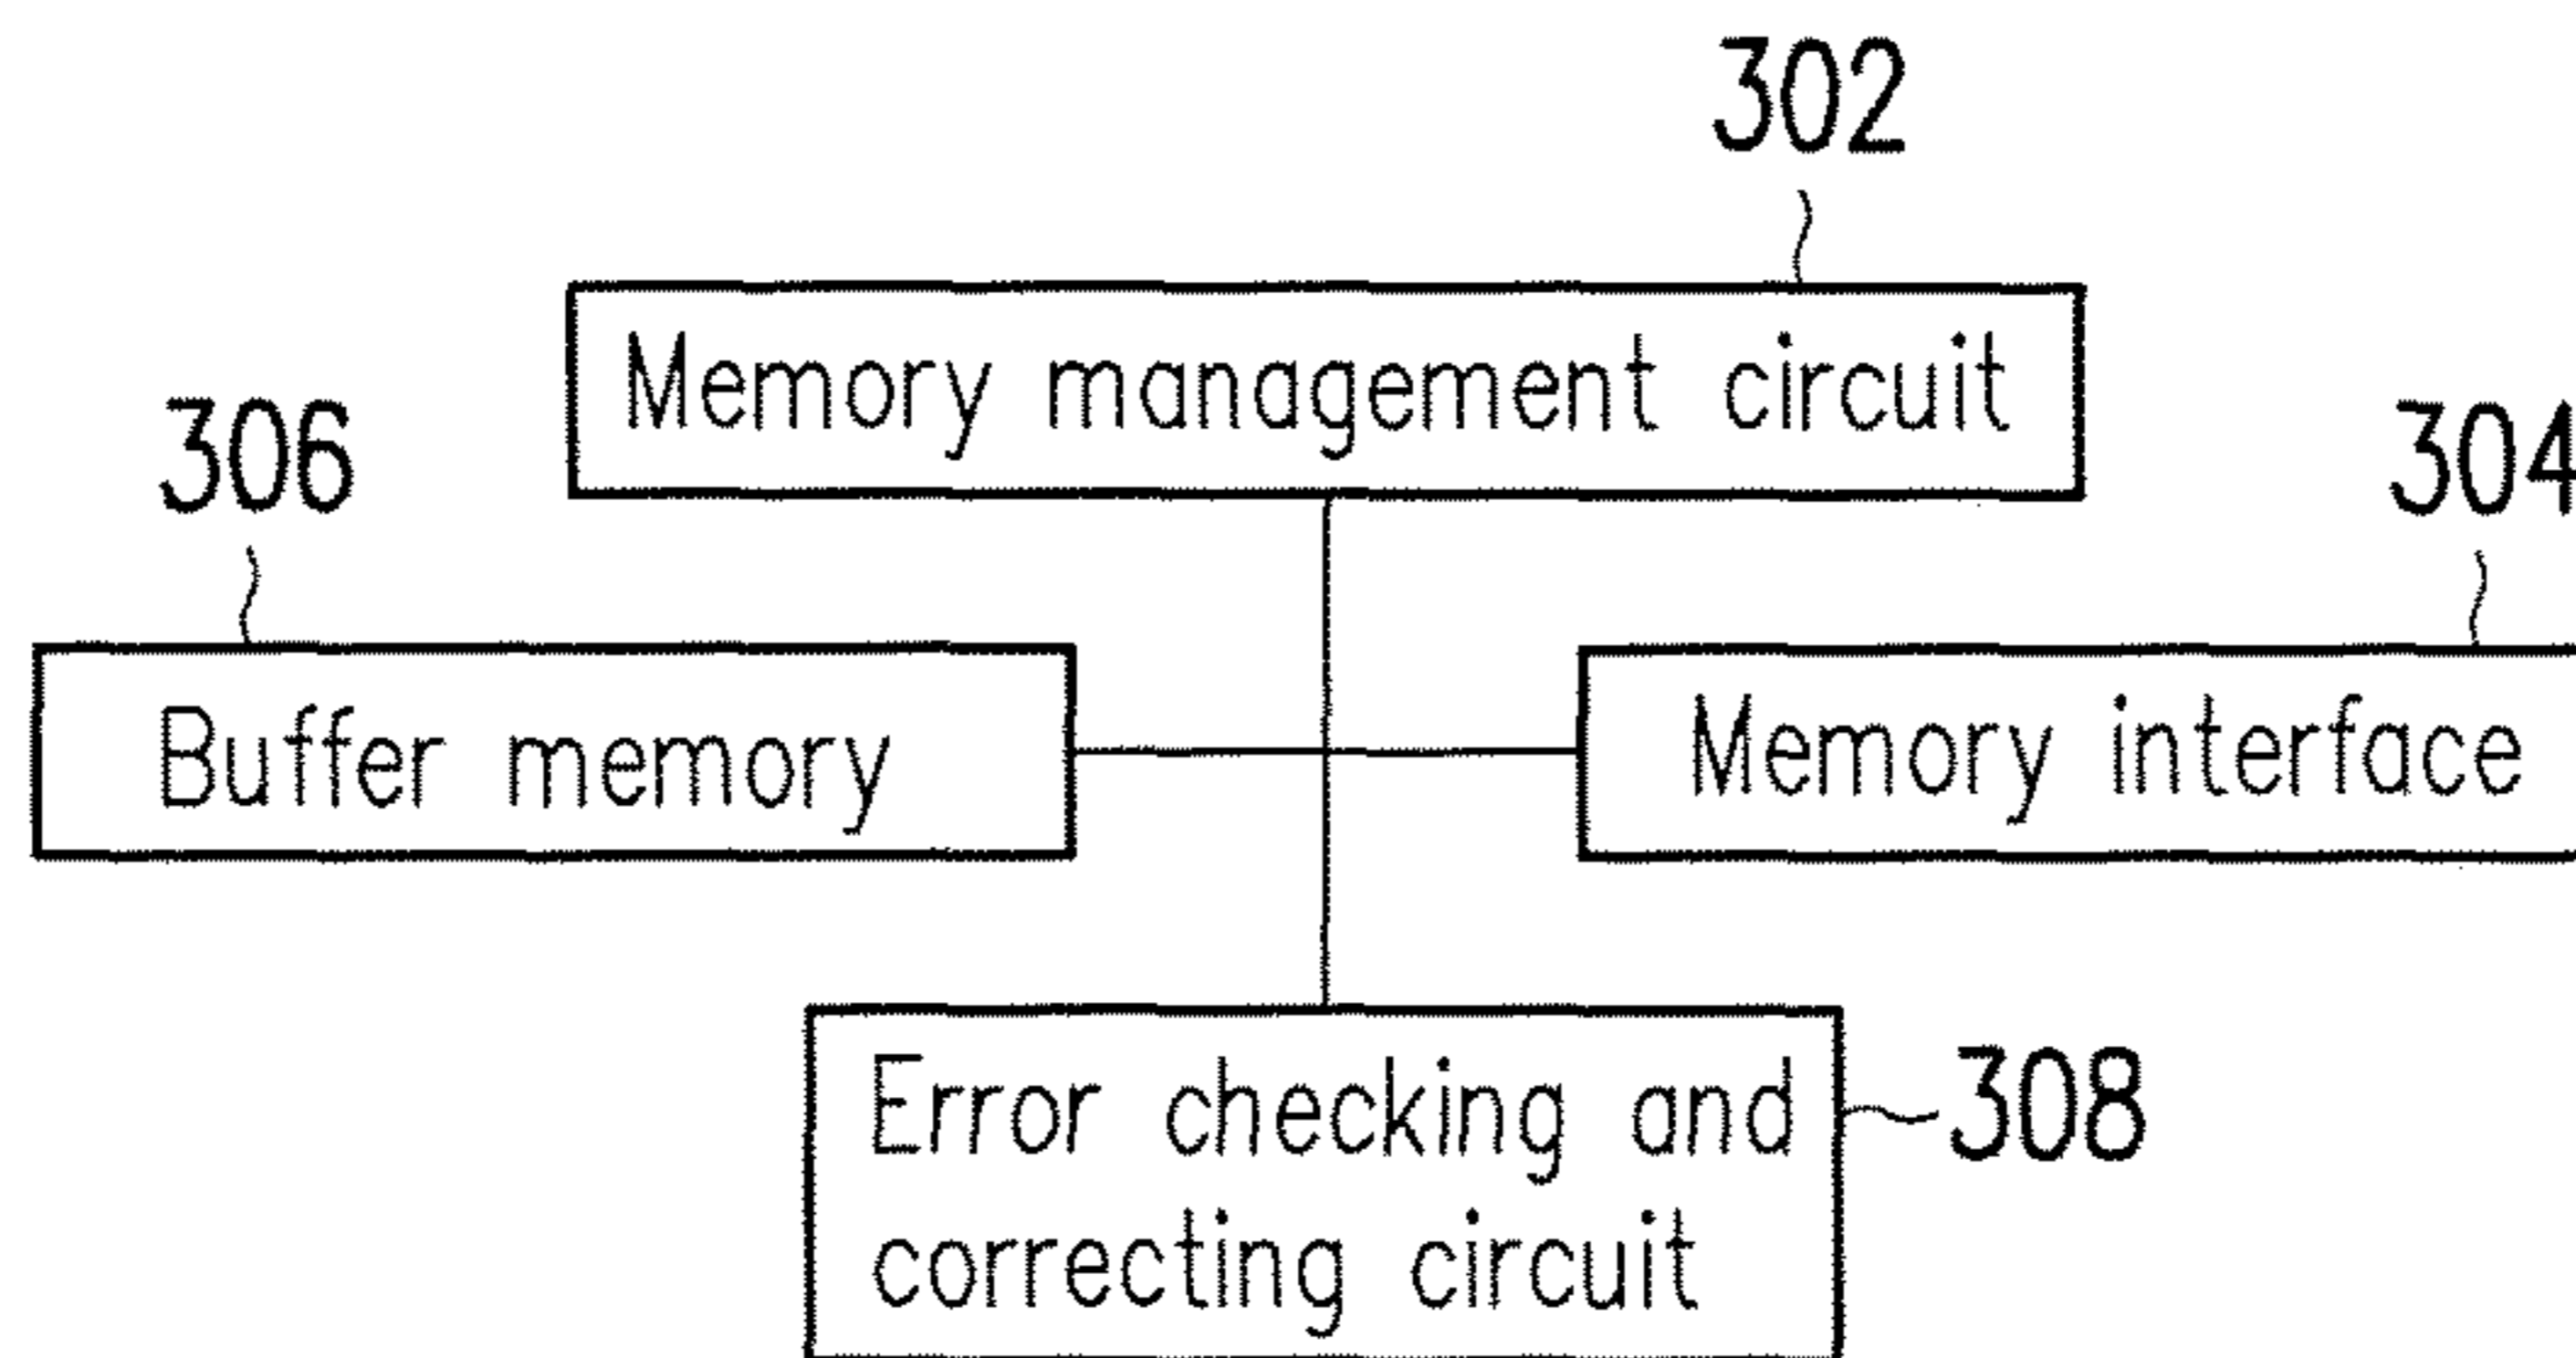 302
Memory management circuit
306
304
Buffer memory
Memory interface
Error checking and
correcting circuit
308